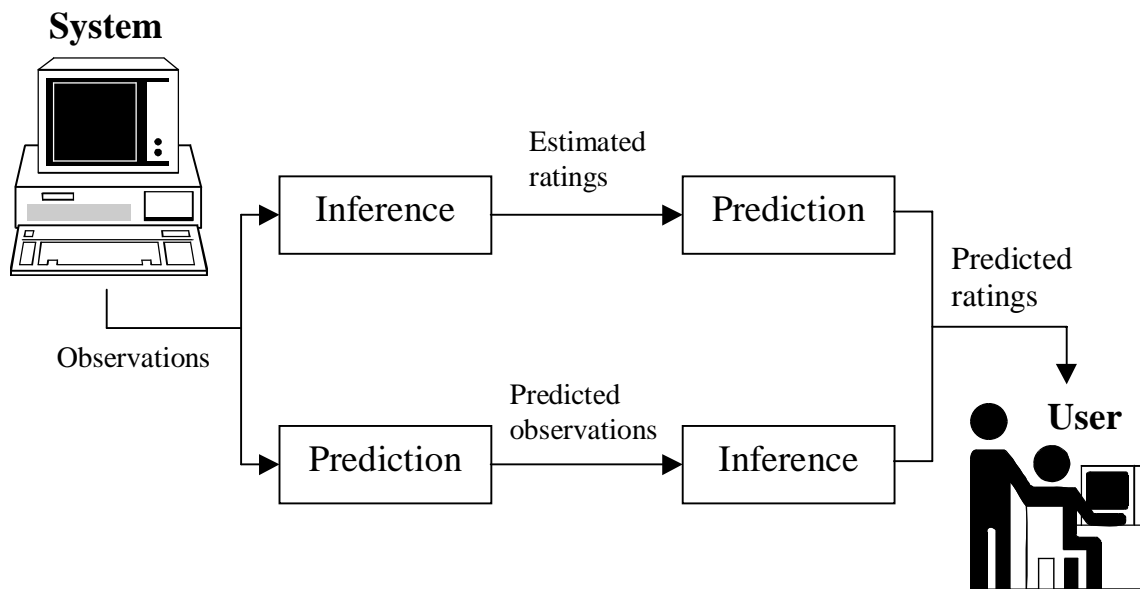 System
Estimated
ratings
Inference
Prediction
Predicted
ratings
Observations
Predicted
observations
User
Prediction
Inference